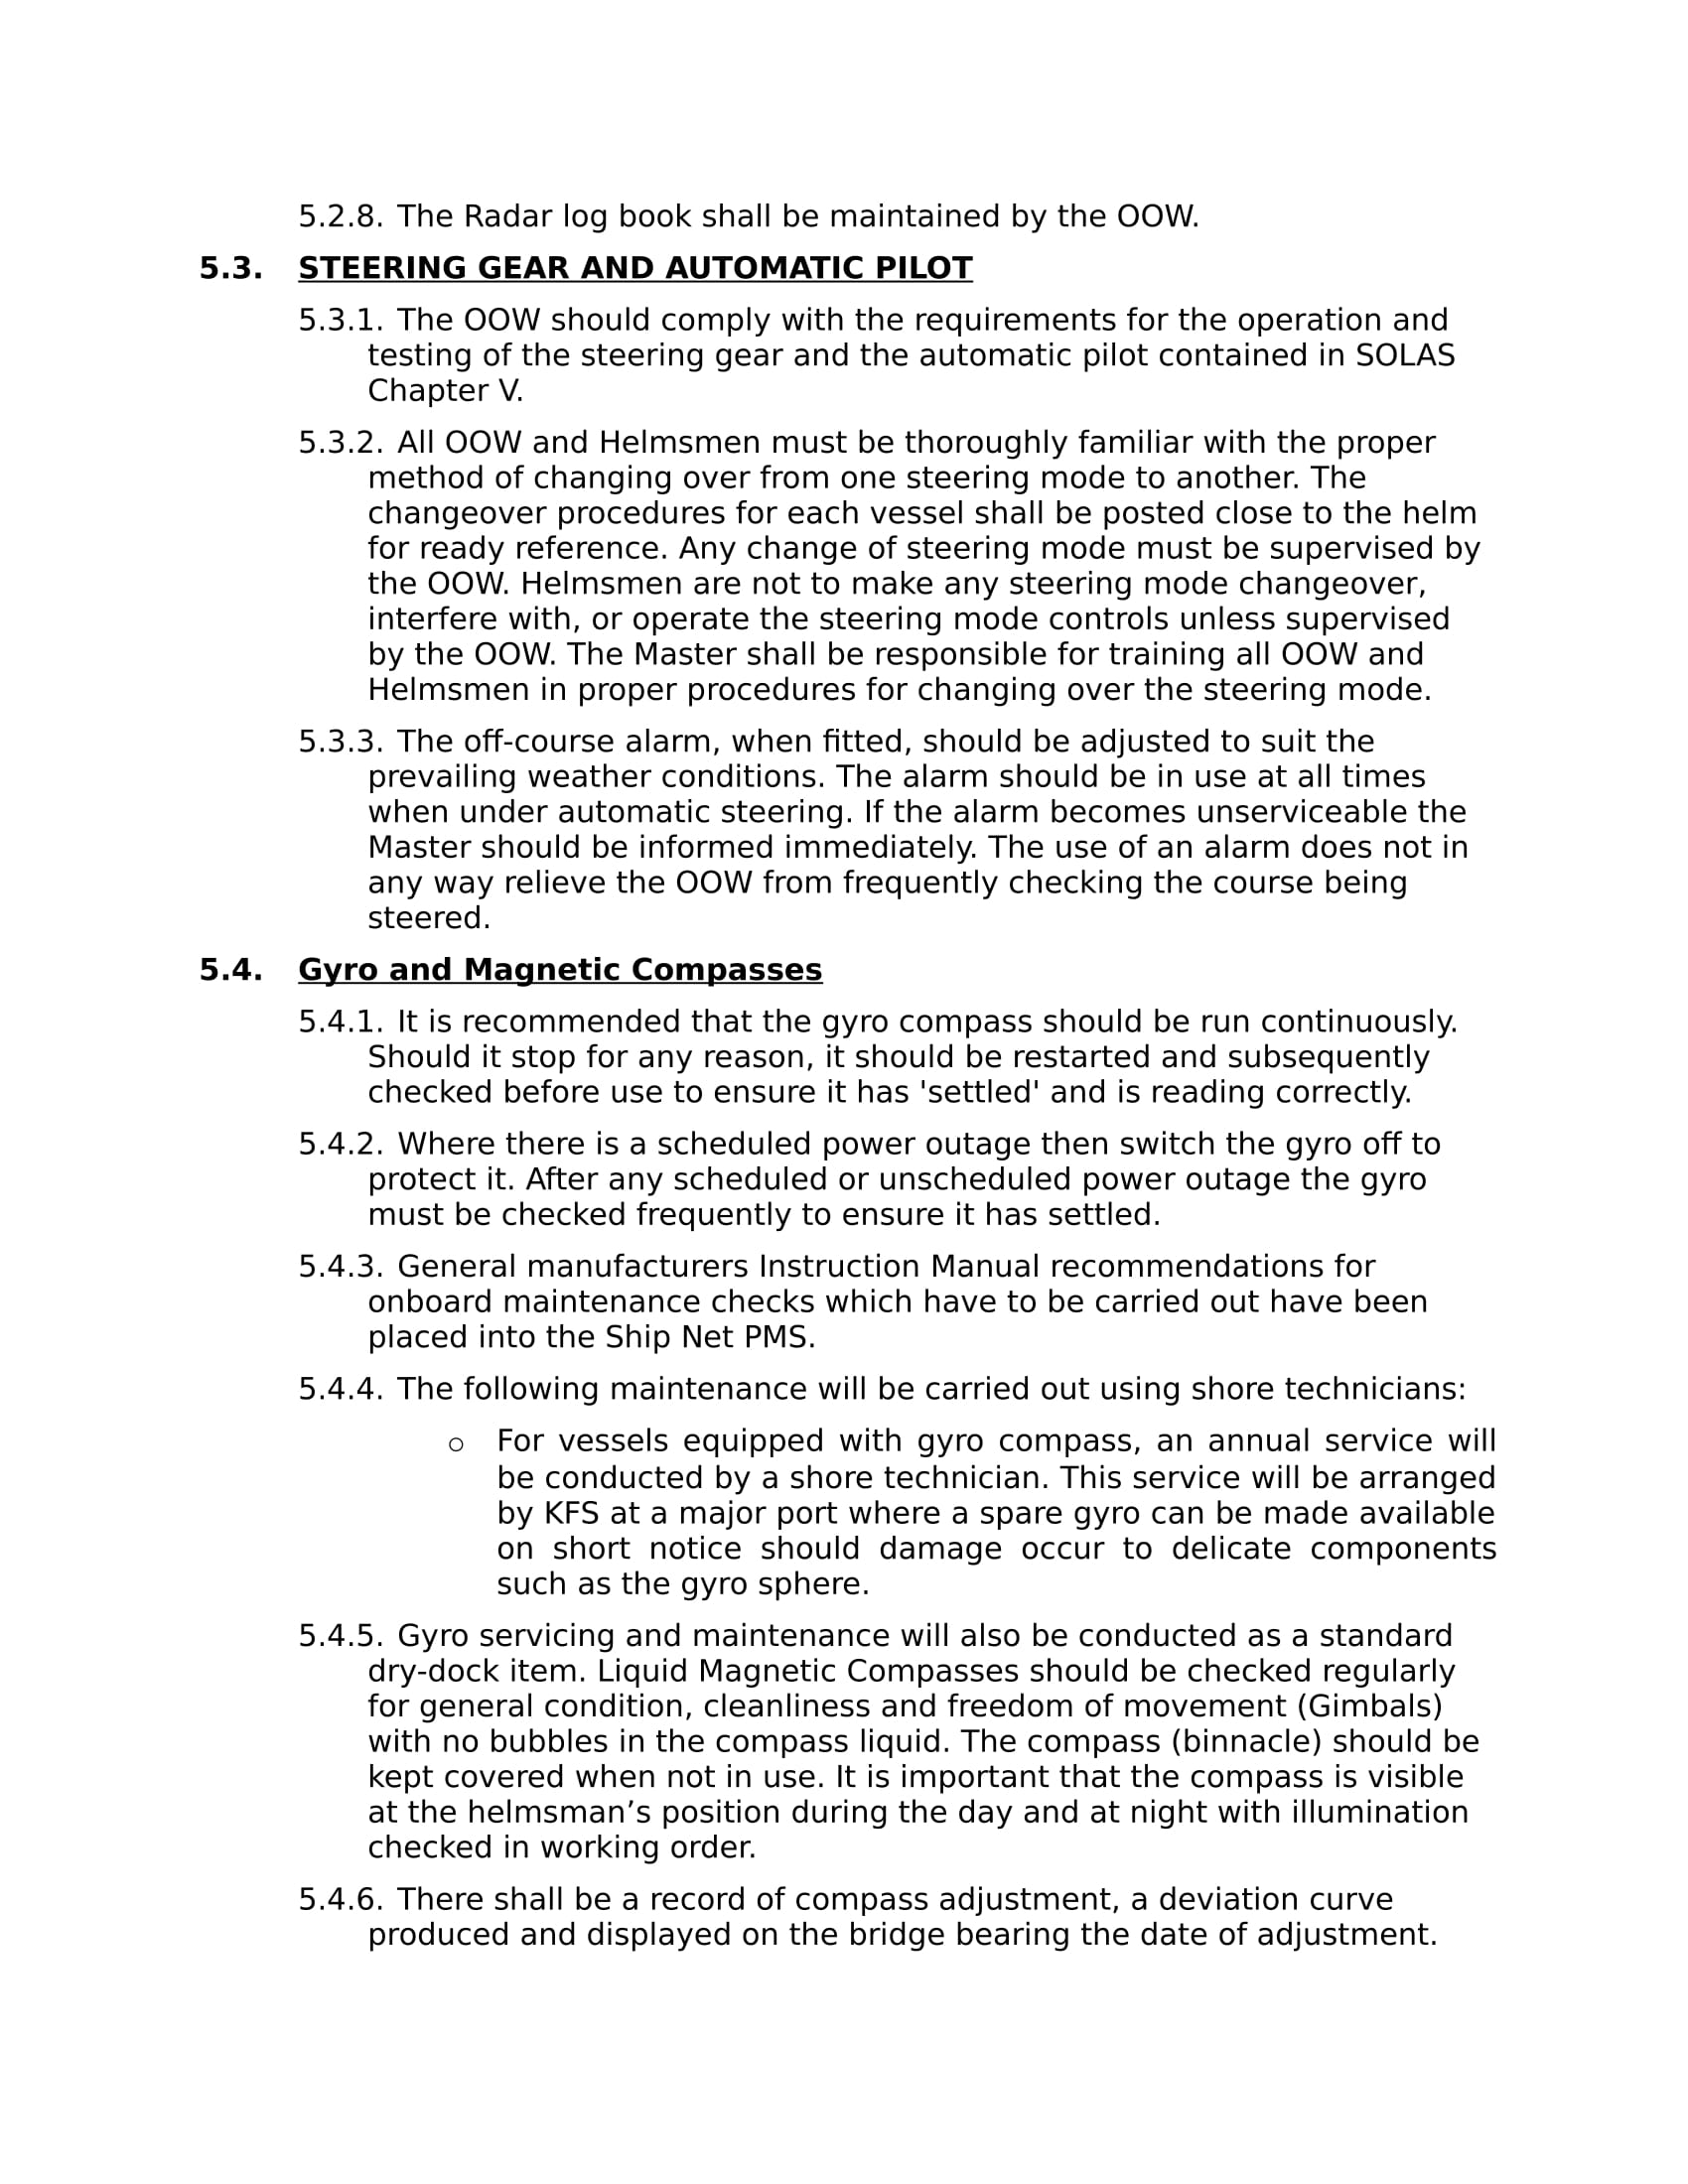 5.2.8. The Radar log book shall be maintained by the OOW.
5.3. STEERING GEAR AND AUTOMATIC PILOT
5.3.1. The OOW should comply with the requirements for the operation and
testing of the steering gear and the automatic pilot contained in SOLAS
Chapter V.
5.3.2. All OOW and Helmsmen must be thoroughly familiar with the proper
method of changing over from one steering mode to another. The
changeover procedures for each vessel shall be posted close to the helm
for ready reference. Any change of steering mode must be supervised by
the OOW. Helmsmen are not to make any steering mode changeover,
interfere with, or operate the steering mode controls unless supervised
by the OOW. The Master shall be responsible for training all OOW and
Helmsmen in proper procedures for changing over the steering mode.
5.3.3. The off-course alarm, when fitted, should be adjusted to suit the
prevailing weather conditions. The alarm should be in use at all times
when under automatic steering. If the alarm becomes unserviceable the
Master should be informed immediately. The use of an alarm does not in
any way relieve the OOW from frequently checking the course being
steered.
5.4. Gyro and Magnetic Compasses
5.4.1. It is recommended that the gyro compass should be run continuously.
Should it stop for any reason, it should be restarted and subsequently
checked before use to ensure it has 'settled' and is reading correctly.
5.4.2. Where there is a scheduled power outage then switch the gyro off to
protect it. After any scheduled or unscheduled power outage the gyro
must be checked frequently to ensure it has settled.
5.4.3. General manufacturers Instruction Manual recommendations for
onboard maintenance checks which have to be carried out have been
placed into the Ship Net PMS.
5.4.4. The following maintenance will be carried out using shore technicians:
○ For vessels equipped with gyro compass, an annual service will
be conducted by a shore technician. This service will be arranged
by KFS at a major port where a spare gyro can be made available
on short notice should damage occur to delicate components
such as the gyro sphere.
5.4.5. Gyro servicing and maintenance will also be conducted as a standard
dry-dock item. Liquid Magnetic Compasses should be checked regularly
for general condition, cleanliness and freedom of movement (Gimbals)
with no bubbles in the compass liquid. The compass (binnacle) should be
kept covered when not in use. It is important that the compass is visible
at the helmsman’s position during the day and at night with illumination
checked in working order.
5.4.6. There shall be a record of compass adjustment, a deviation curve
produced and displayed on the bridge bearing the date of adjustment.